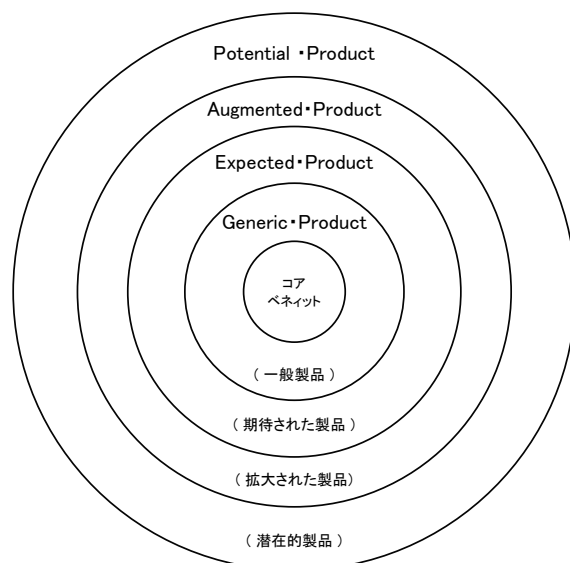 Potential ・Product
Augmented・Product
Expected・Product
Generic・Product
コア
ベネィット
（ 一般製品 ）
（ 期待された製品 ）
（ 拡大された製品）
（ 潜在的製品 ）